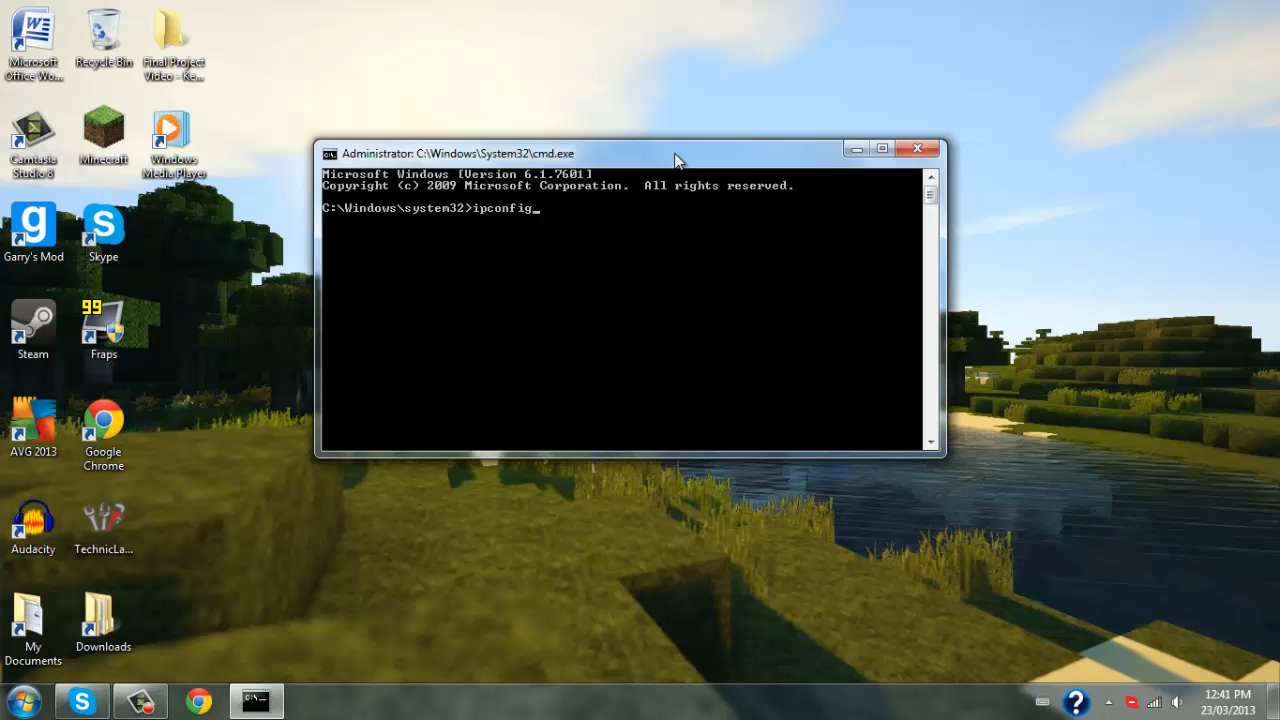 Microsoft
Office Wo...
Recycle Bin
Final Project
Video - Ke...
Camtasia
Studio 8
Minecraft
Windows
Media Player
g
Garry's Mod
Skype
Steam
99
Fraps
AVG 2013
Google
Chrome
Audacity
TechnicLa...
My
Documents
Downloads
Administrator: C:\Windows\System32\cmd.exe
Microsoft Windows [Version 6.1.7601]
Copyright (c) 2009 Microsoft Corporation.  All rights reserved.
C:\Windows\system32>ipconfig_
12:41 PM
23/03/2013